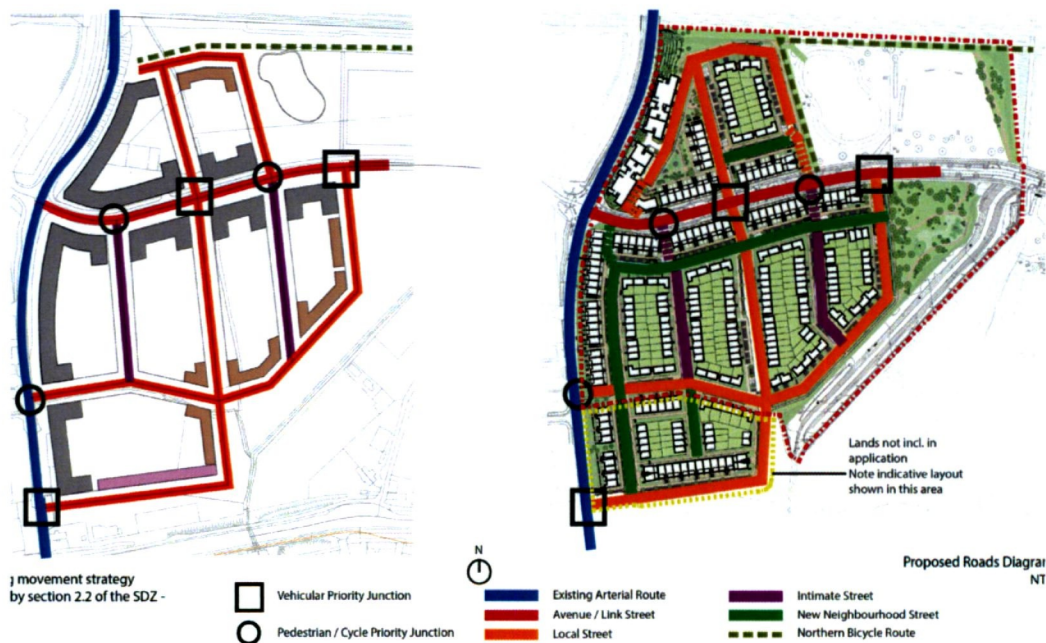 Lands not incl. in
application
Note indicative layout
shown in this area
movement strategy
by section 2.2 of the SDZ -
Vehicular Priority Junction
Pedestrian / Cycle Priority Junction
N
Existing Arterial Route
Avenue / Link Street
Local Street
Intimate Street
New Neighbourhood Street
Northern Bicycle Route
Proposed Roads Diagrar
NT